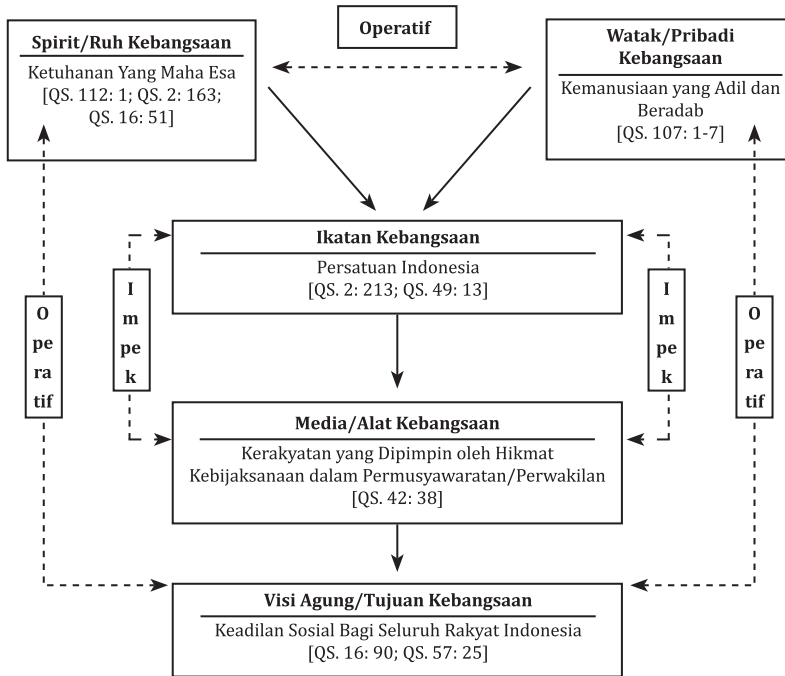 Spirit/Ruh Kebangsaan
Ketuhanan Yang Maha Esa
[QS. 112: 1; QS. 2: 163;
QS. 16: 51]
Operatif
Watak/Pribadi
Kebangsaan
Kemanusiaan yang Adil dan
Beradab
[QS. 107: 1-7]
Ikatan Kebangsaan
Persatuan Indonesia
[QS. 2: 213; QS. 49: 13]
O
pe
ra
tif
I
m
pe
k
I
m
pe
k
O
pe
ra
tif
Media/Alat Kebangsaan
Kerakyatan yang Dipimpin oleh Hikmat
Kebijaksanaan dalam Permusyawaratan/Perwakilan
[QS. 42: 38]
Visi Agung/Tujuan Kebangsaan
Keadilan Sosial Bagi Seluruh Rakyat Indonesia
[QS. 16: 90; QS. 57: 25]